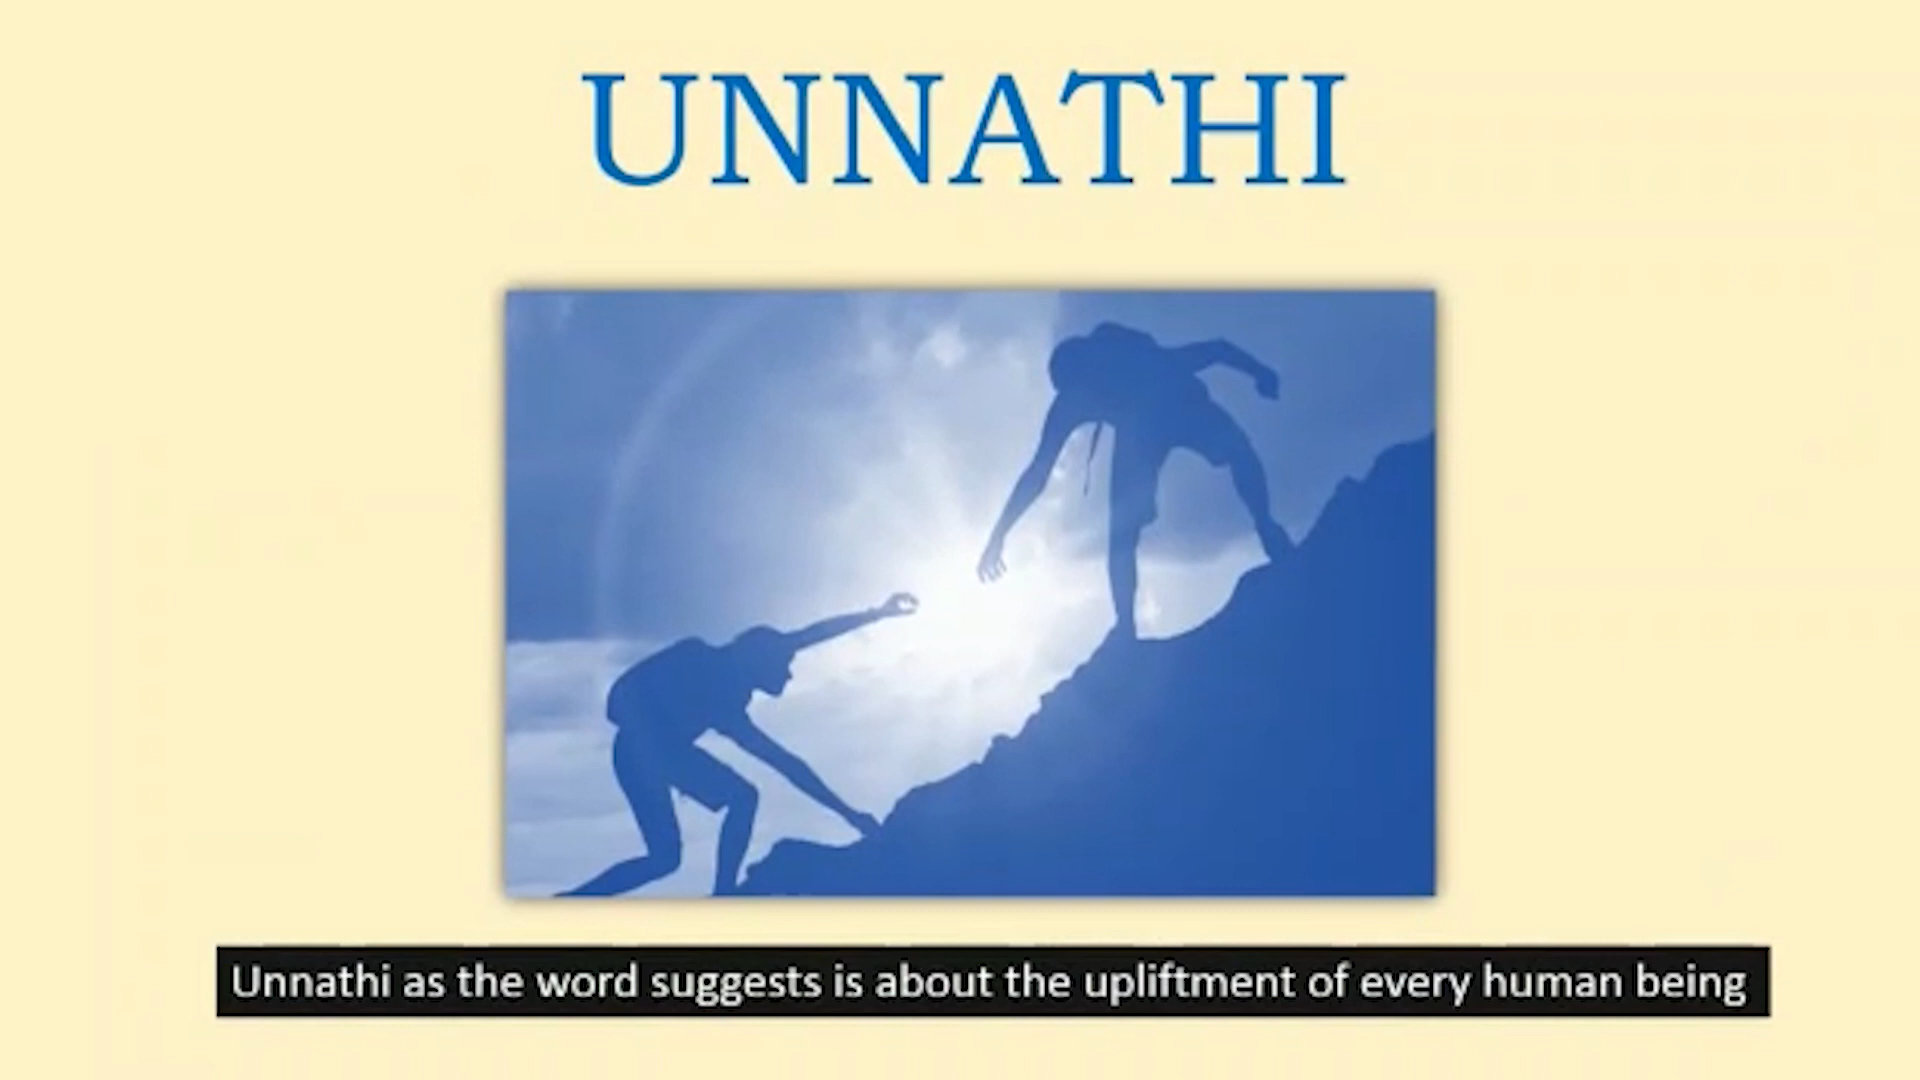 UNNATHI
Unnathi as the word suggests is about the upliftment of every human being